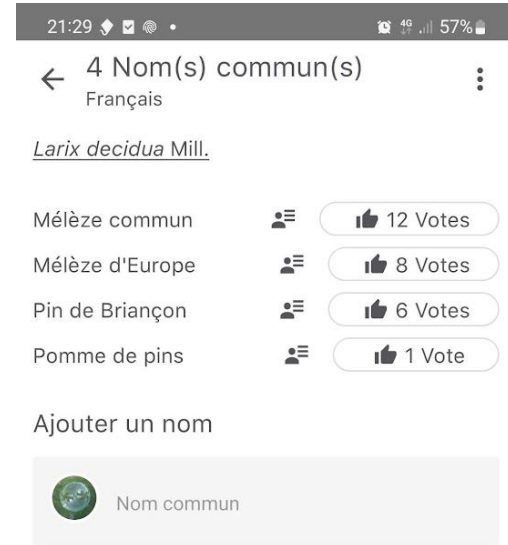 21:29 4G 57%
4 Nom(s) commun(s)
Français
Larix decidua Mill.
Mélèze commun 12 Votes
Mélèze d'Europe 8 Votes
Pin de Briançon 6 Votes
Pomme de pins 1 Vote
Ajouter un nom
Nom commun